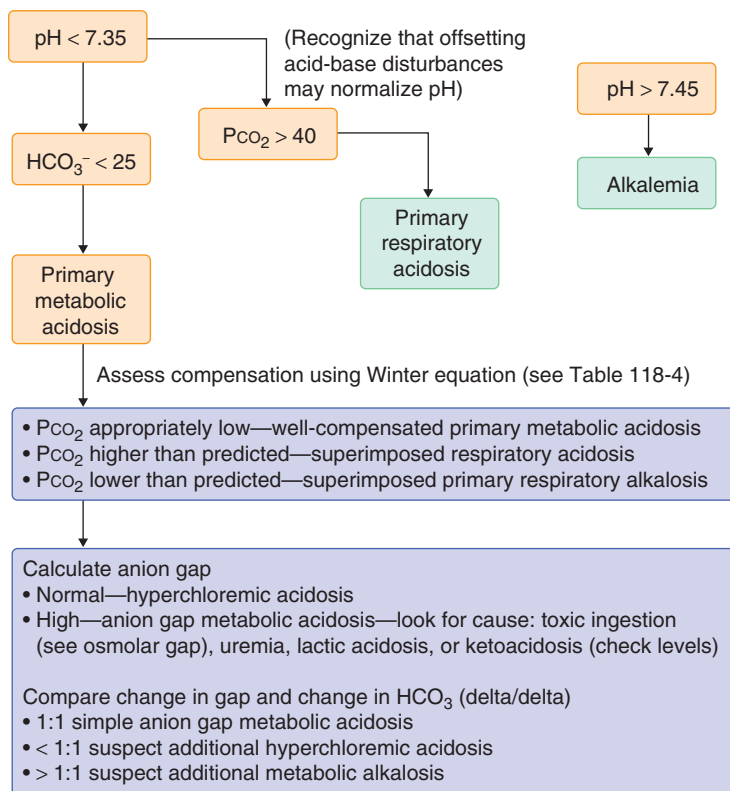 pH < 7.35
(Recognize that offsetting
acid-base disturbances
may normalize pH)
pH > 7.45
PCO₂ > 40
HCO₃⁻ < 25
Alkalemia
Primary
respiratory
acidosis
Primary
metabolic
acidosis
Assess compensation using Winter equation (see Table 118-4)
• PCO₂ appropriately low—well-compensated primary metabolic acidosis
• PCO₂ higher than predicted—superimposed respiratory acidosis
• PCO₂ lower than predicted—superimposed primary respiratory alkalosis
Calculate anion gap
• Normal—hyperchloremic acidosis
• High—anion gap metabolic acidosis—look for cause: toxic ingestion
(see osmolar gap), uremia, lactic acidosis, or ketoacidosis (check levels)
Compare change in gap and change in HCO₃ (delta/delta)
• 1:1 simple anion gap metabolic acidosis
• < 1:1 suspect additional hyperchloremic acidosis
• > 1:1 suspect additional metabolic alkalosis